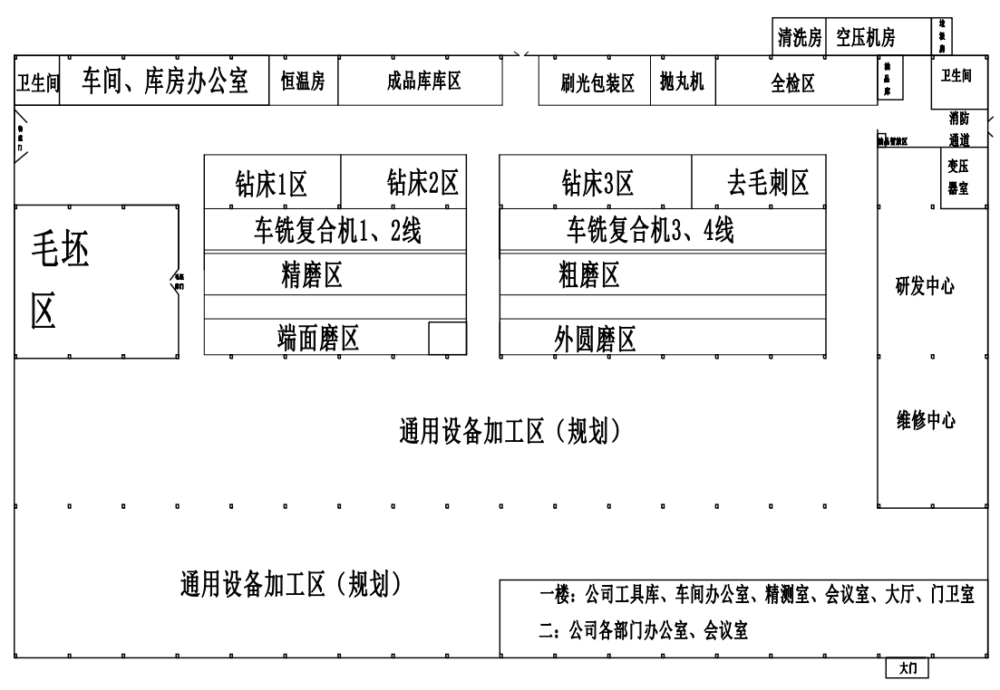 清洗房
空压机房
卫生间
车间、库房办公室
恒温房
成品库库区
刷光包装区
抛丸机
全检区
油品库
卫生间
消防
通道
变压
器室
钻床1区
钻床2区
钻床3区
去毛刺区
车铣复合机1、2线
车铣复合机3、4线
毛坯
区
精磨区
粗磨区
研发中心
端面磨区
外圆磨区
通用设备加工区（规划）
维修中心
通用设备加工区（规划）
一楼：公司工具库、车间办公室、精测室、会议室、大厅、门卫室
二：公司各部门办公室、会议室
大门